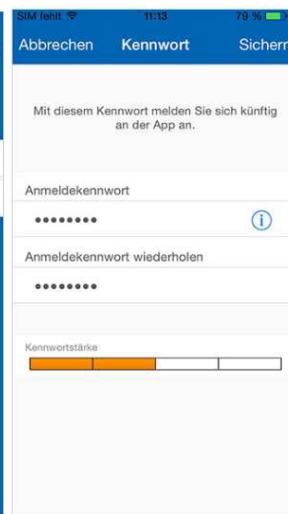 SIM fehlt 11:13 79 %
Abbrechen Kennwort Sichern
Mit diesem Kennwort melden Sie sich künftig
an der App an.
Anmeldekennwort
••••••••
Anmeldekennwort wiederholen
••••••••
Kennwortstärke